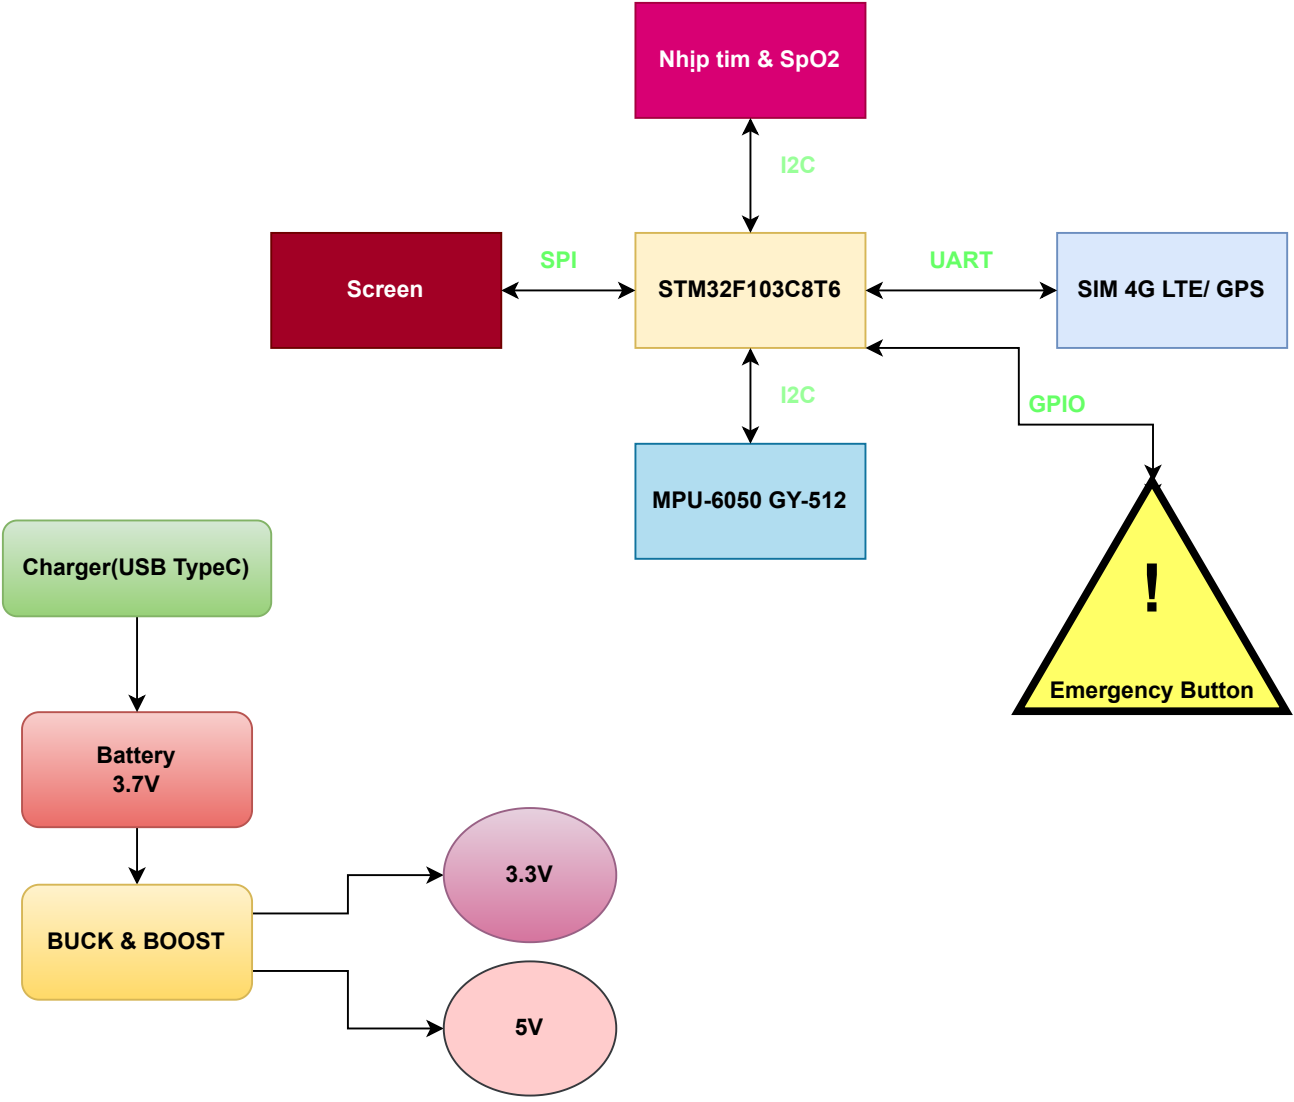 Nhịp tim & SpO2
I2C
Screen
SPI
STM32F103C8T6
UART
SIM 4G LTE/ GPS
I2C
GPIO
MPU-6050 GY-512
!
Emergency Button
Charger(USB TypeC)
Battery
3.7V
BUCK & BOOST
3.3V
5V